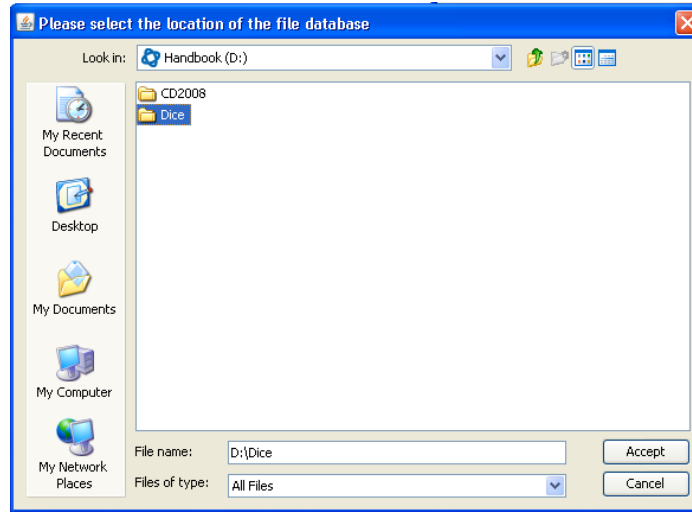 Please select the location of the file database
Look in:
Handbook (D:)
My Recent
Documents
Desktop
My Documents
My Computer
My Network
Places
CD2008
Dice
File name:
D:\Dice
Accept
Files of type:
All Files
Cancel